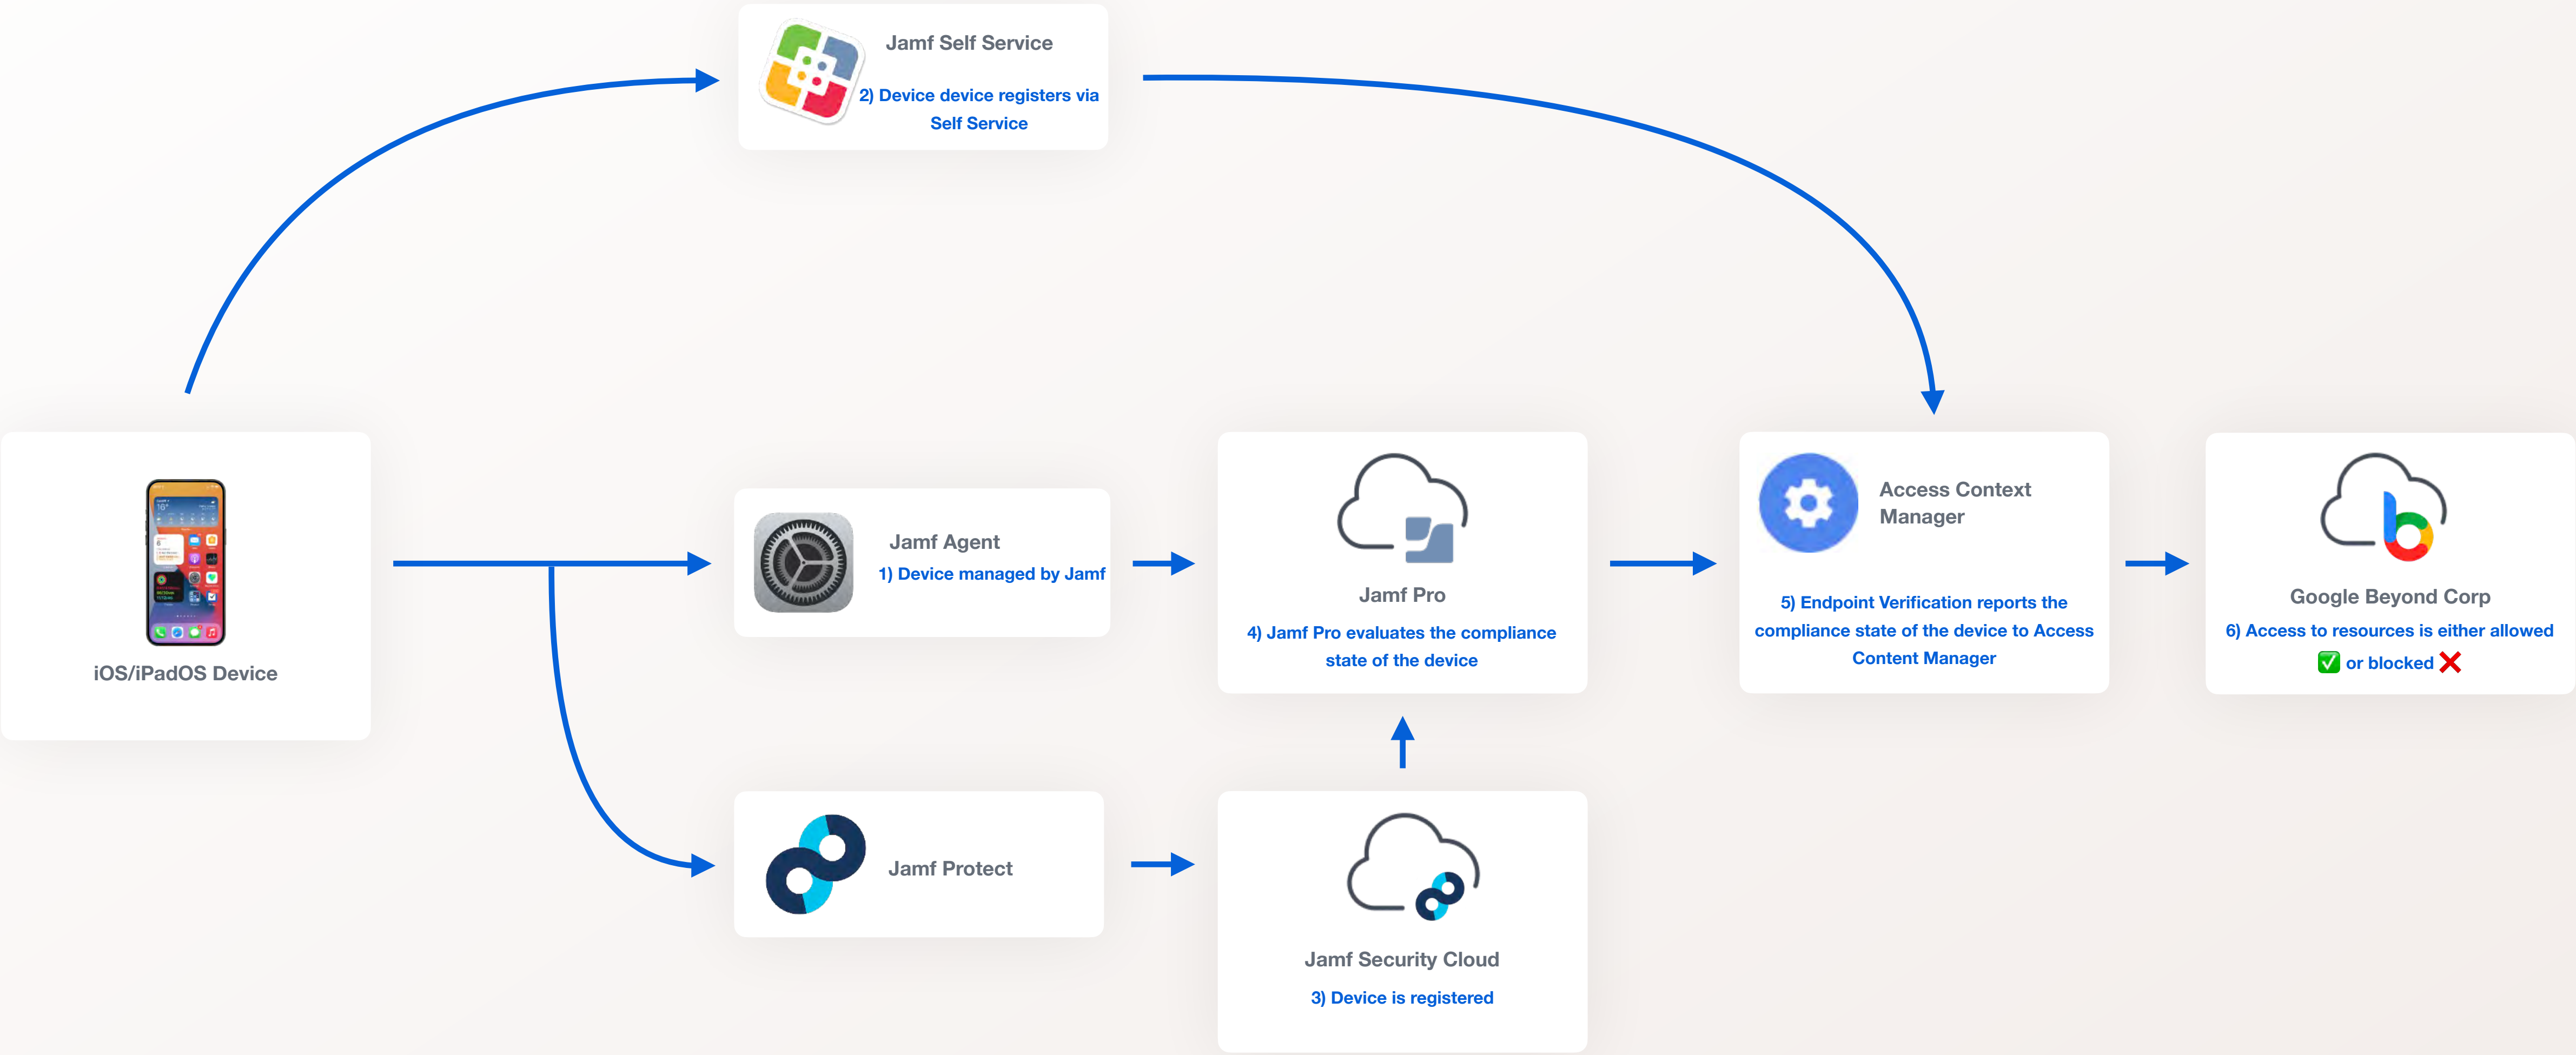 Jamf Self Service
2) Device device registers via
Self Service
iOS/iPadOS Device
Jamf Agent
1) Device managed by Jamf
Jamf Protect
Jamf Pro
4) Jamf Pro evaluates the compliance
state of the device
Jamf Security Cloud
3) Device is registered
Access Context
Manager
5) Endpoint Verification reports the
compliance state of the device to Access
Content Manager
Google Beyond Corp
6) Access to resources is either allowed
✅ or blocked ❌